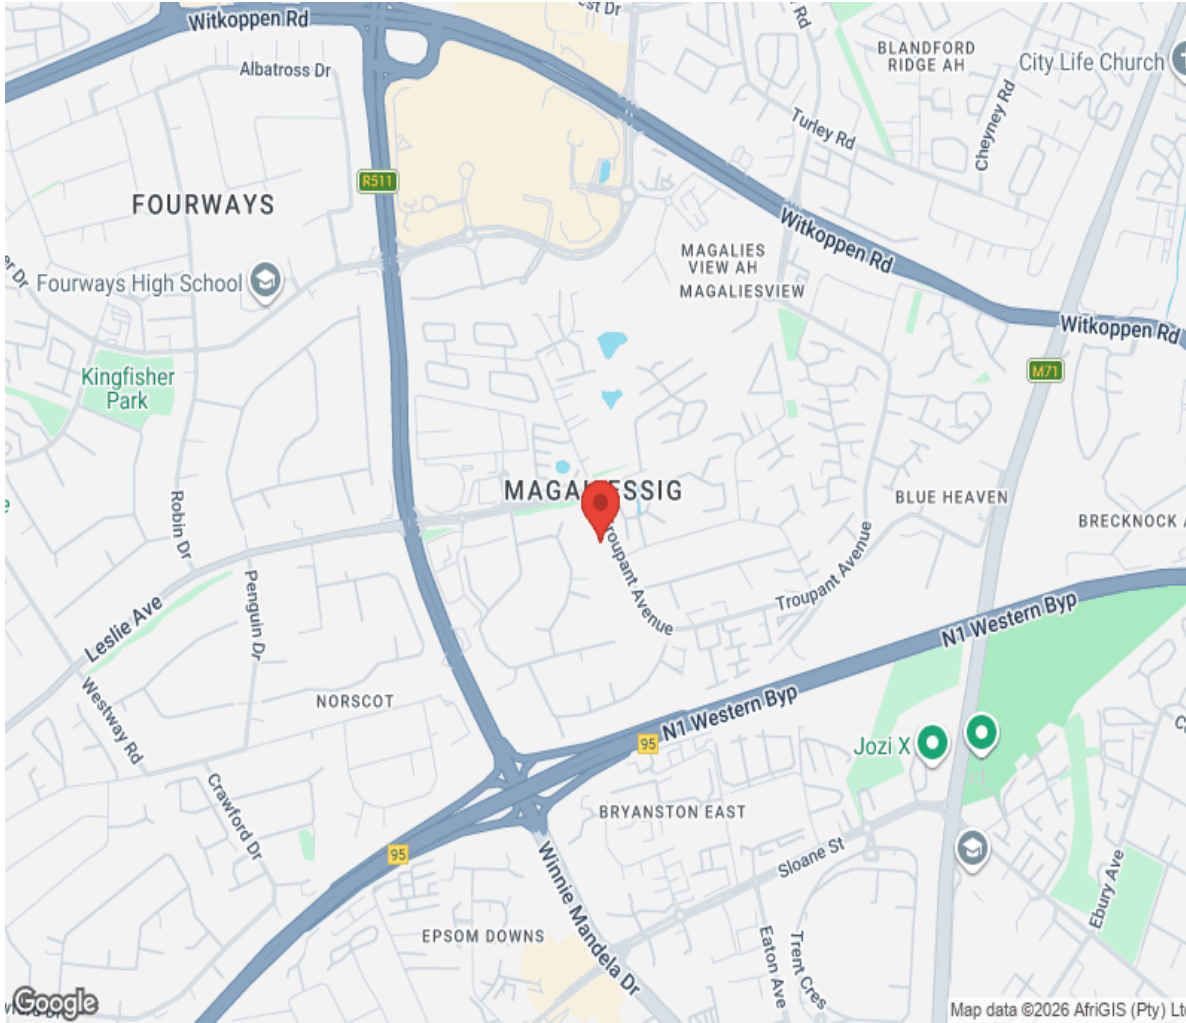 Witkoppen Rd
Albatross Dr
BLANDFORD
RIDGE AH
City Life Church
Turley Rd
Cheyney Rd
R511
FOURWAYS
Witkoppen Rd
MAGALIES
VIEW AH
MAGALIESVIEW
Fourways High School
Witkoppen Rd
M71
Kingfisher
Park
MAGALIESSIG
BLUE HEAVEN
BRECKNOCK A
Robin Dr
Troupant Avenue
Troupant Avenue
Leslie Ave
Penguin Dr
N1 Western Byp
Westway Rd
NORSCOT
N1 Western Byp
95
Jozi X
Crawford Dr
BRYANSTON EAST
95
Sloane St
Winnie Mandela Dr
Ebury Ave
EPSOM DOWNS
Eaton Ave
Trent Cres
Google
Map data ©2026 AfriGIS (Pty) Lt